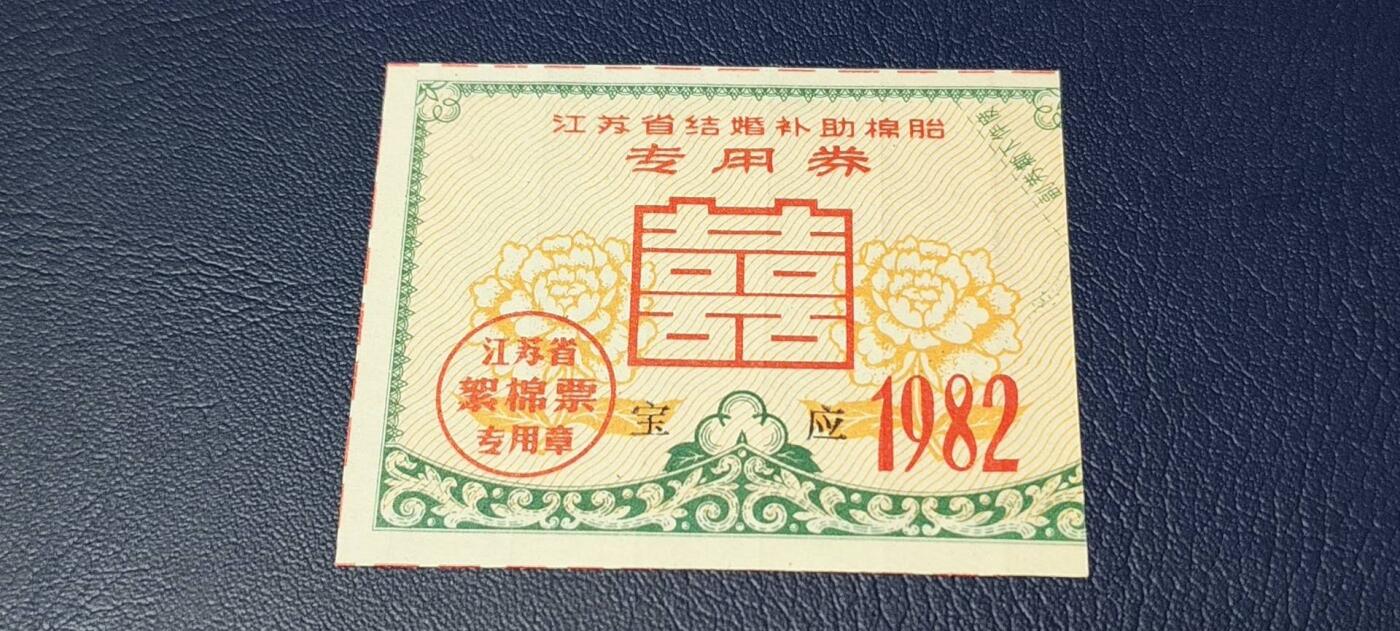 江苏省结婚补助棉胎
专用券
囍
江苏省
絮棉票
专用章
宝应
1982